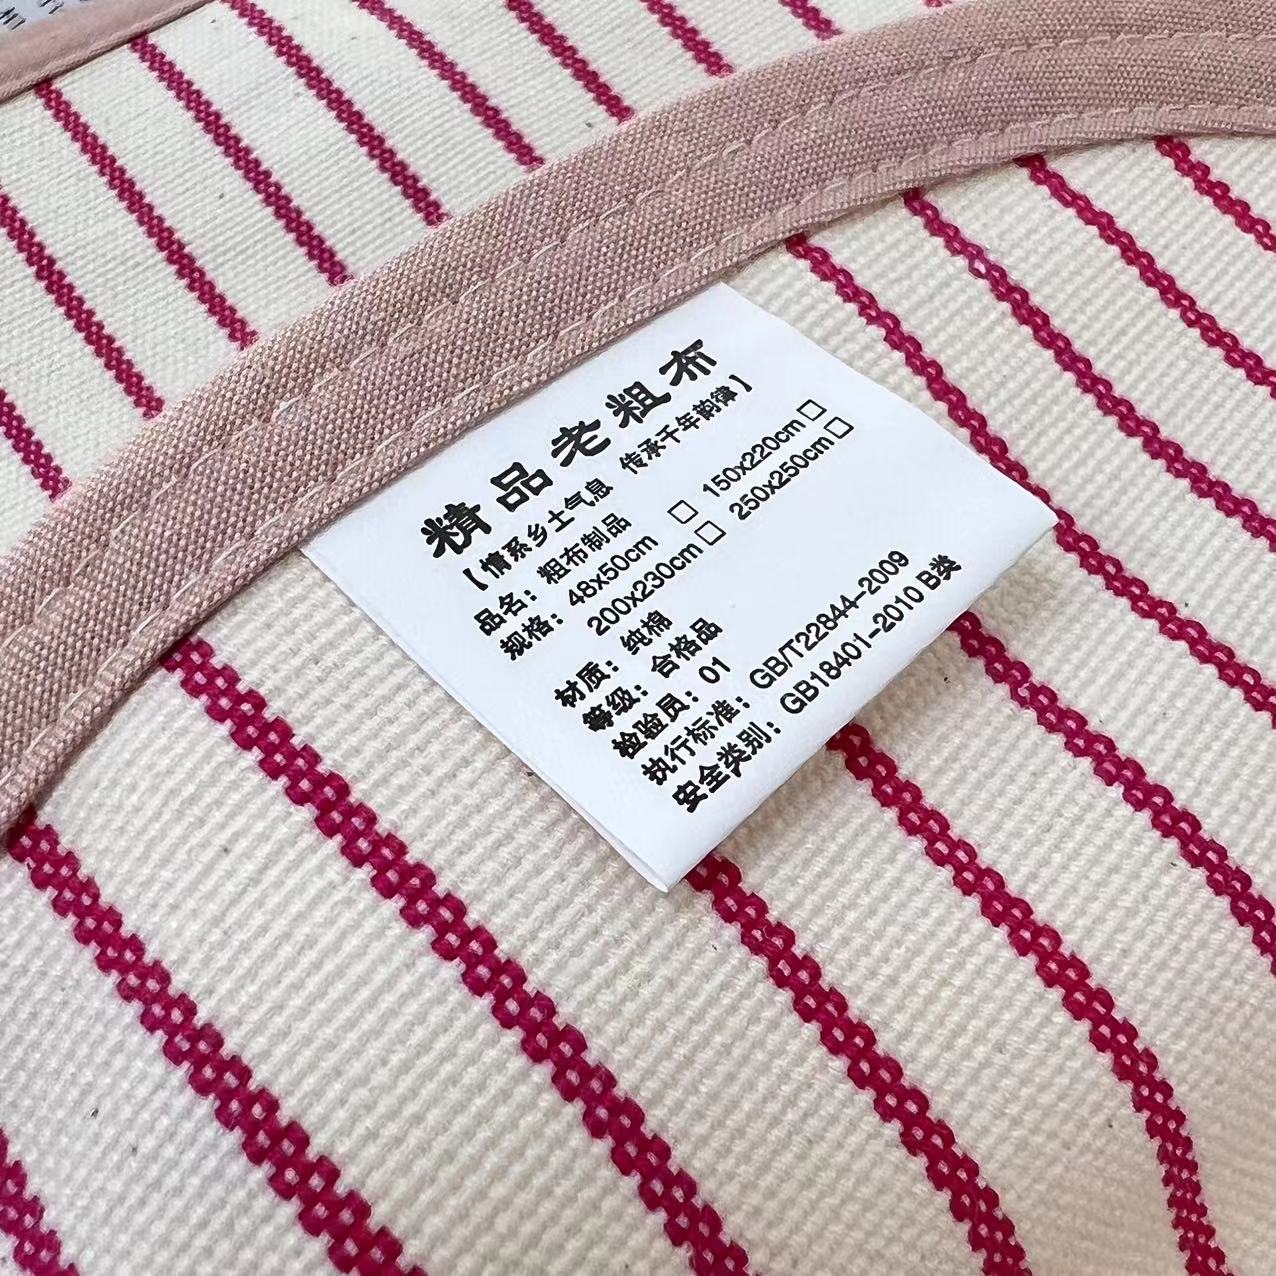 精品老粗布
【情系乡土气息 传承千年韵律】
品名：粗布制品
规格：48x50cm □ 150x220cm □
200x230cm □ 250x250cm □
材质：纯棉
等级：合格品
检验员：01
执行标准：GB/T22844-2009
安全类别：GB18401-2010 B类